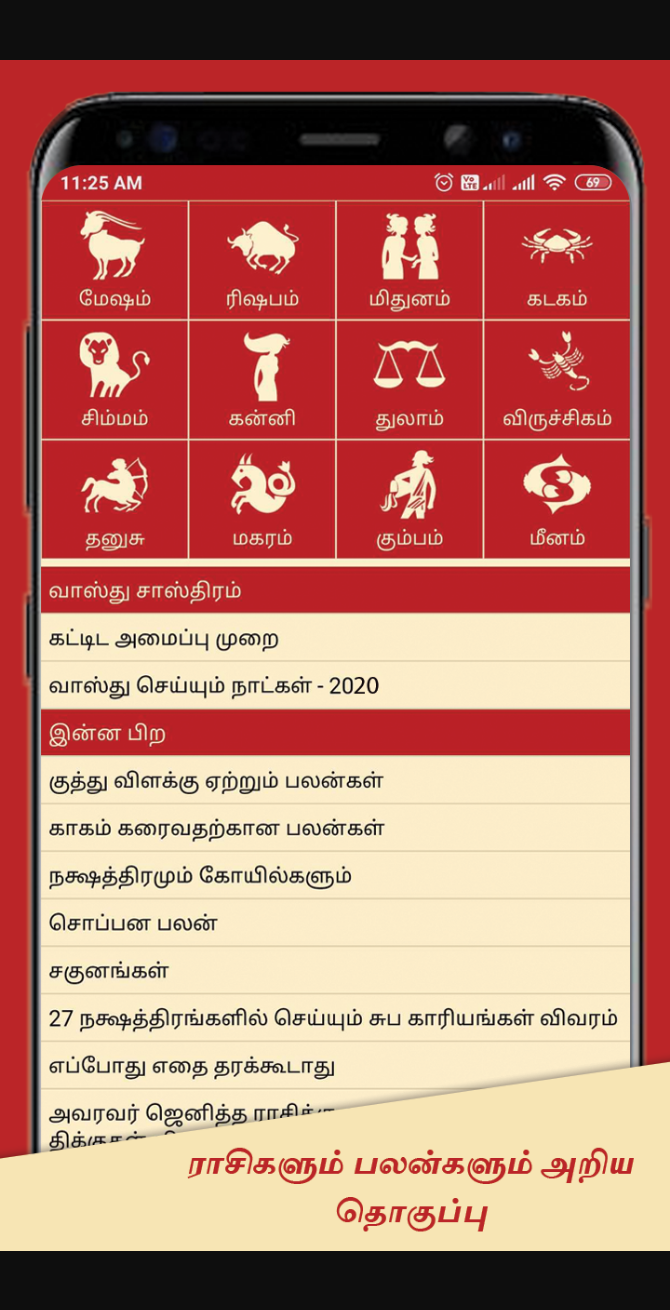 11:25 AM
Vo LTE
69
மேஷம்
ரிஷபம்
மிதுனம்
கடகம்
சிம்மம்
கன்னி
துலாம்
விருச்சிகம்
தனுசு
மகரம்
கும்பம்
மீனம்
வாஸ்து சாஸ்திரம்
கட்டிட அமைப்பு முறை
வாஸ்து செய்யும் நாட்கள் - 2020
இன்ன பிற
குத்து விளக்கு ஏற்றும் பலன்கள்
காகம் கரைவதற்கான பலன்கள்
நக்ஷத்திரமும் கோயில்களும்
சொப்பன பலன்
சகுனங்கள்
27 நக்ஷத்திரங்களில் செய்யும் சுப காரியங்கள் விவரம்
எப்போது எதை தரக்கூடாது
அவரவர் ஜெனித்த
ராசிகளும் பலன்களும் அறிய
தொகுப்பு